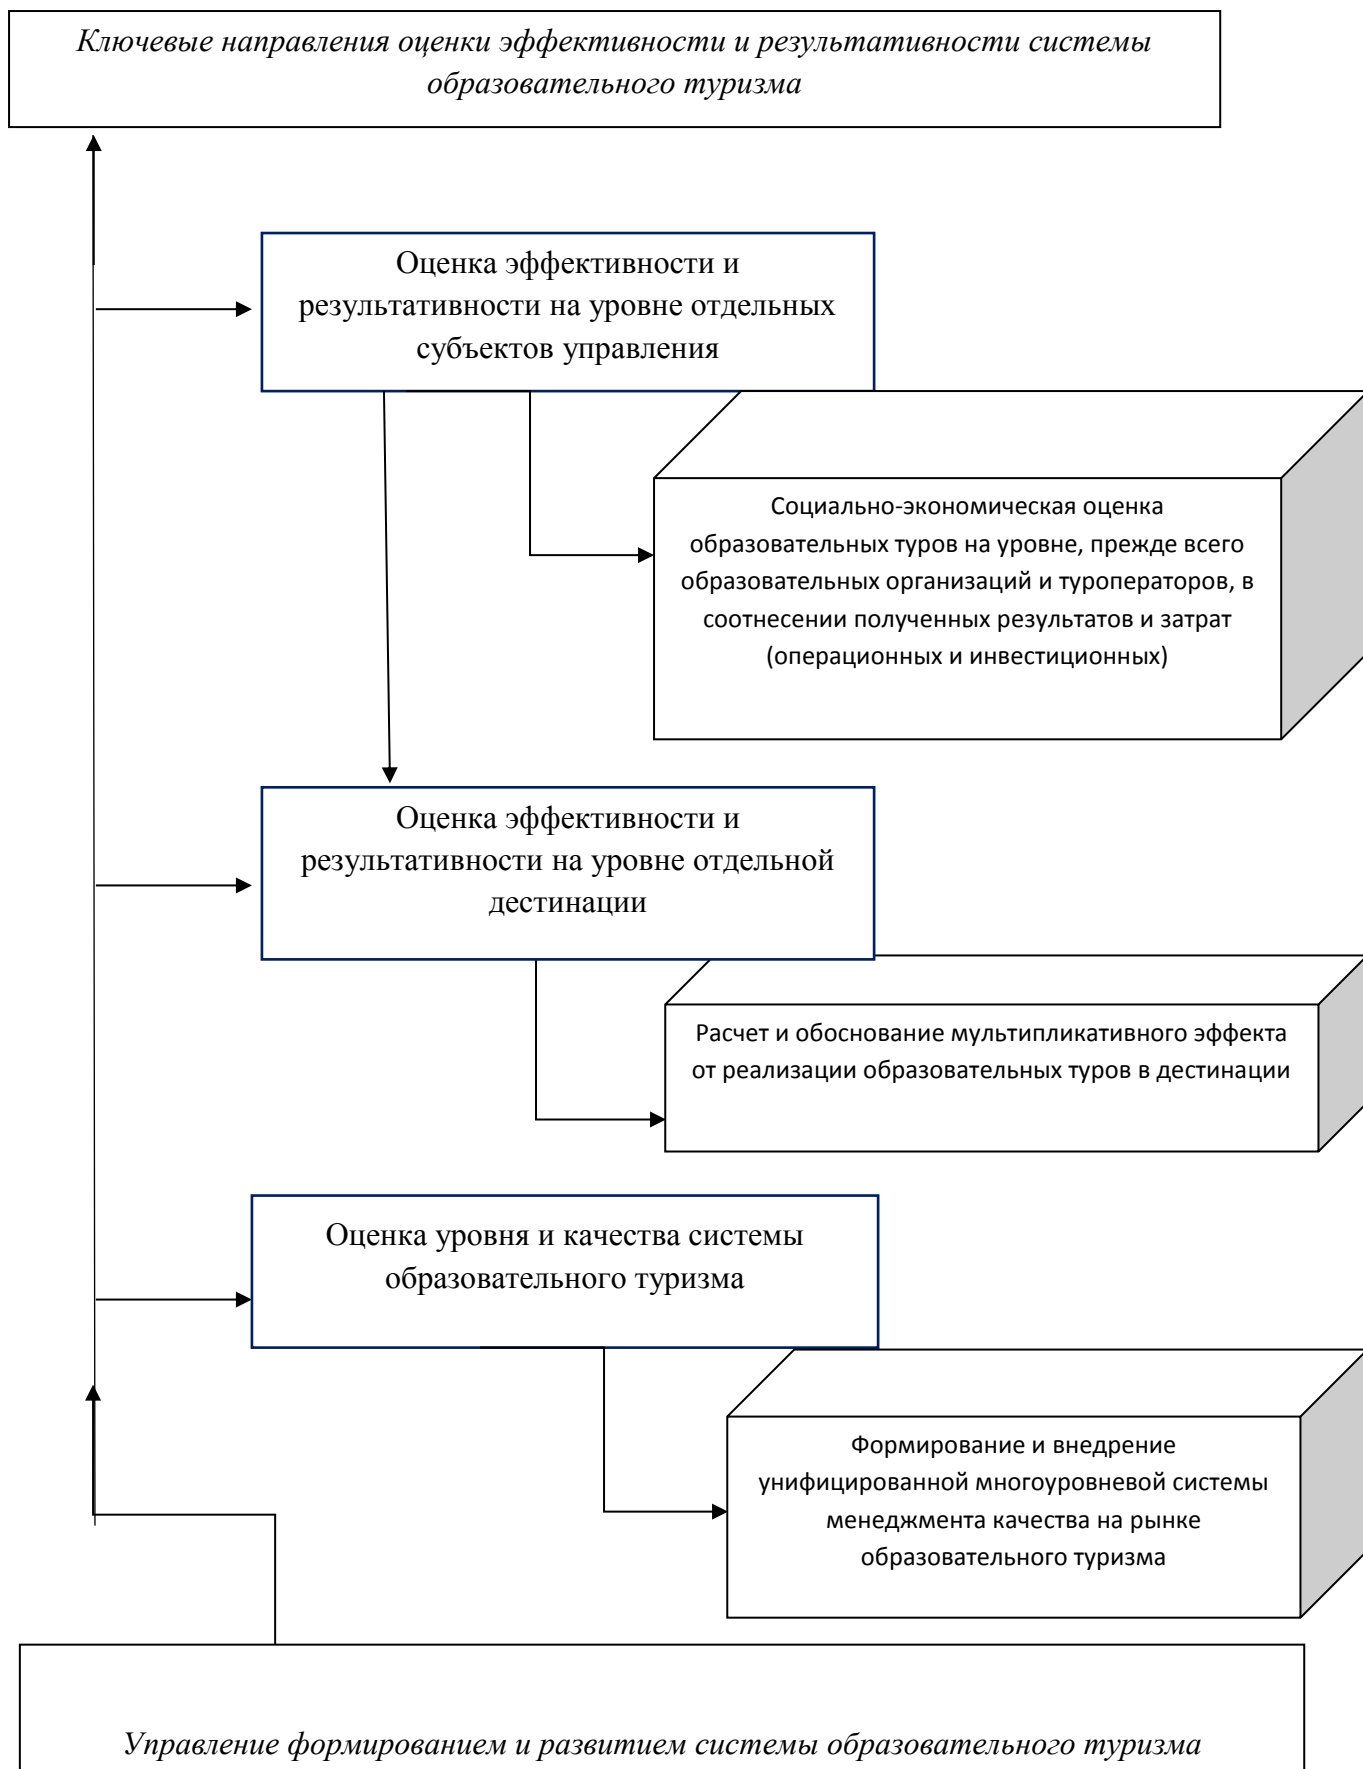 Ключевые направления оценки эффективности и результативности системы
образовательного туризма
Оценка эффективности и
результативности на уровне отдельных
субъектов управления
Социально-экономическая оценка
образовательных туров на уровне, прежде всего
образовательных организаций и туроператоров, в
соотнесении полученных результатов и затрат
(операционных и инвестиционных)
Оценка эффективности и
результативности на уровне отдельной
дестинации
Расчет и обоснование мультипликативного эффекта
от реализации образовательных туров в дестинации
Оценка уровня и качества системы
образовательного туризма
Формирование и внедрение
унифицированной многоуровневой системы
менеджмента качества на рынке
образовательного туризма
Управление формированием и развитием системы образовательного туризма